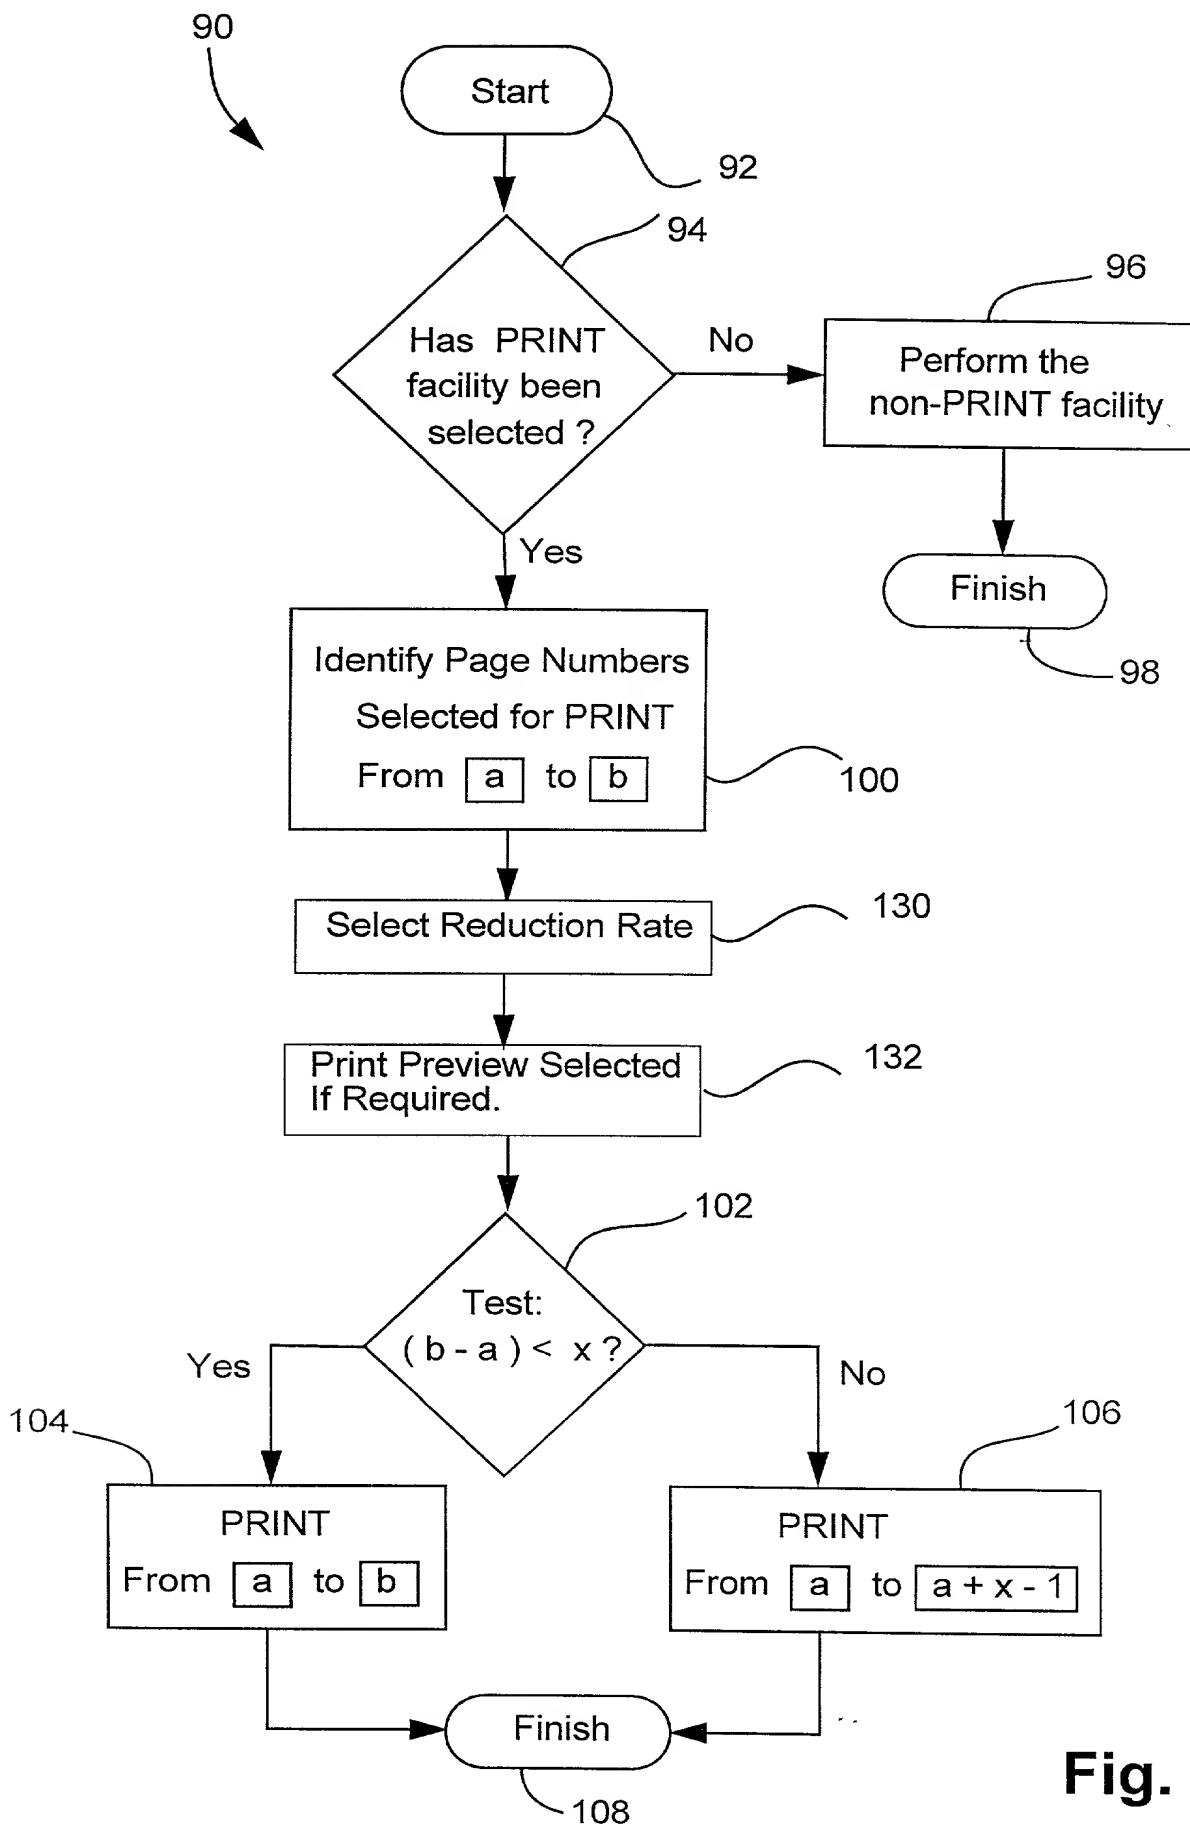 90
Start
92
94
96
Has PRINT
facility been
selected ?
No
Perform the
non-PRINT facility
Yes
Finish
98
Identify Page Numbers
Selected for PRINT
From a to b
100
Select Reduction Rate
130
Print Preview Selected
If Required.
132
102
Test:
( b - a ) < x ?
Yes
No
104
106
PRINT
From a to b
PRINT
From a to a + x - 1
Finish
108
Fig.